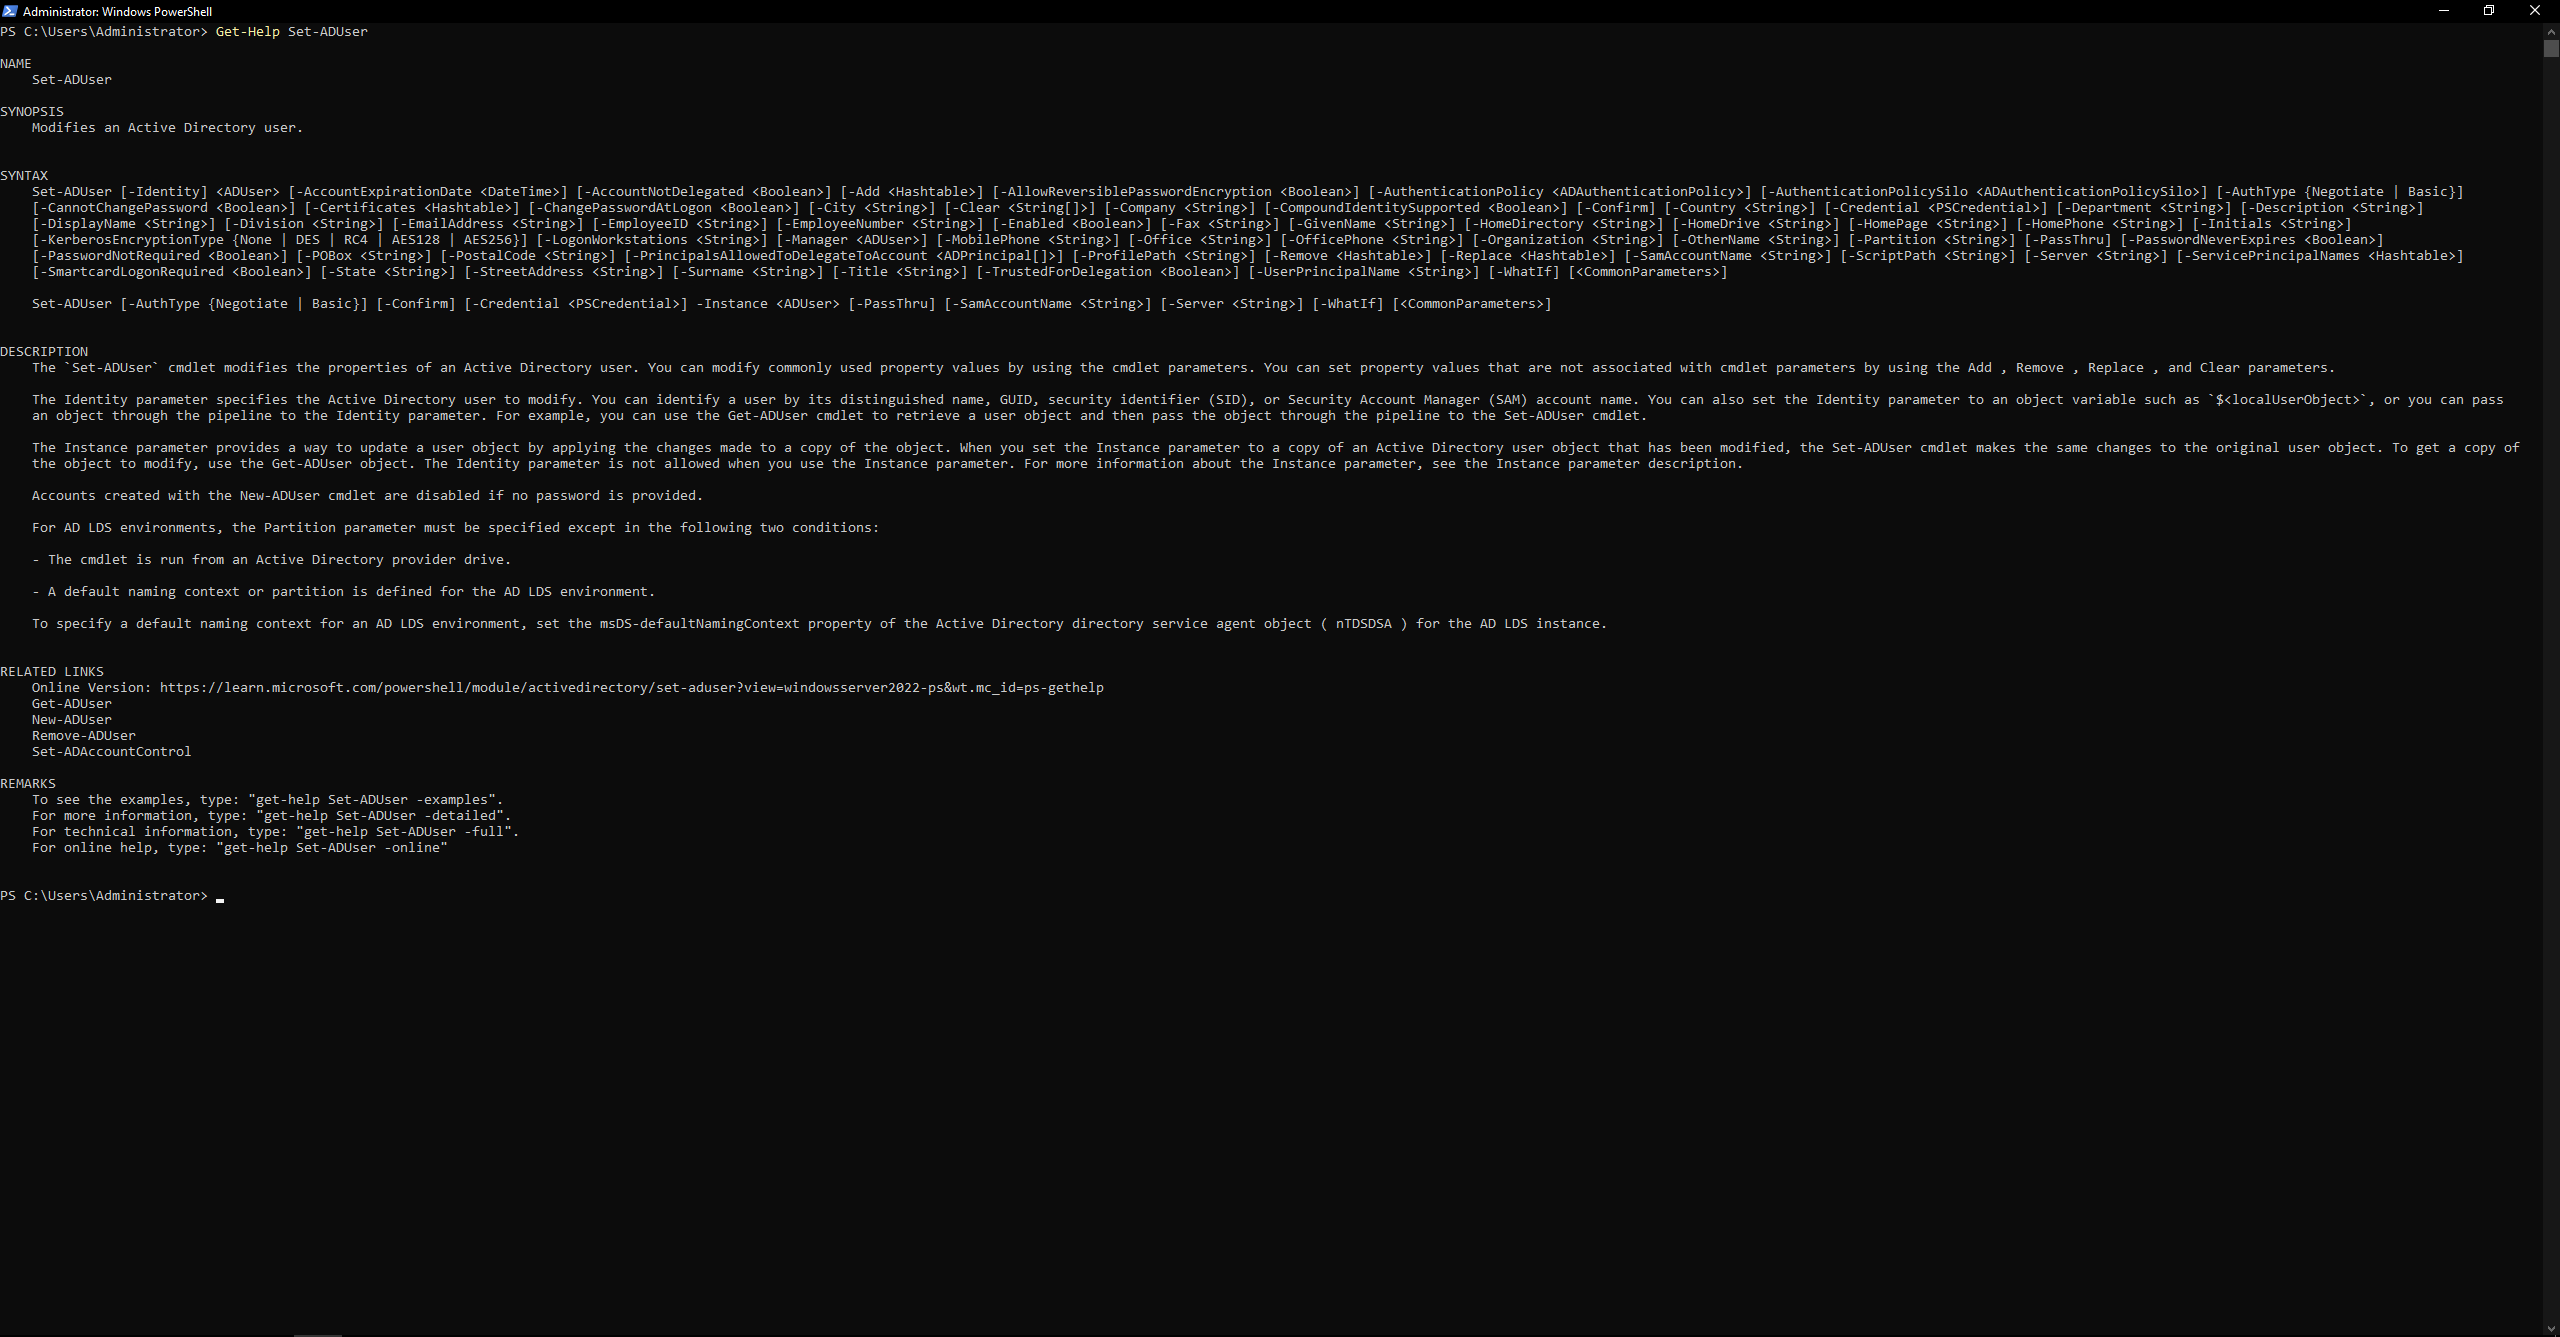 Administrator: Windows PowerShell
PS C:\Users\Administrator> Get-Help Set-ADUser
NAME
Set-ADUser
SYNOPSIS
Modifies an Active Directory user.
SYNTAX
Set-ADUser [-Identity] <ADUser> [-AccountExpirationDate <DateTime>] [-AccountNotDelegated <Boolean>] [-Add <Hashtable>] [-AllowReversiblePasswordEncryption <Boolean>] [-AuthenticationPolicy <ADAuthenticationPolicy>] [-AuthenticationPolicySilo <ADAuthenticationPolicySilo>] [-AuthType {Negotiate | Basic}]
[-CannotChangePassword <Boolean>] [-Certificates <Hashtable>] [-ChangePasswordAtLogon <Boolean>] [-City <String>] [-Clear <String[]>] [-Company <String>] [-CompoundIdentitySupported <Boolean>] [-Confirm] [-Country <String>] [-Credential <PSCredential>] [-Department <String>] [-Description <String>]
[-DisplayName <String>] [-Division <String>] [-EmailAddress <String>] [-EmployeeID <String>] [-EmployeeNumber <String>] [-Enabled <Boolean>] [-Fax <String>] [-GivenName <String>] [-HomeDirectory <String>] [-HomeDrive <String>] [-HomePage <String>] [-HomePhone <String>] [-Initials <String>]
[-KerberosEncryptionType {None | DES | RC4 | AES128 | AES256}] [-LogonWorkstations <String>] [-Manager <ADUser>] [-MobilePhone <String>] [-Office <String>] [-OfficePhone <String>] [-Organization <String>] [-OtherName <String>] [-Partition <String>] [-PassThru] [-PasswordNeverExpires <Boolean>]
[-PasswordNotRequired <Boolean>] [-POBox <String>] [-PostalCode <String>] [-PrincipalsAllowedToDelegateToAccount <ADPrincipal[]>] [-ProfilePath <String>] [-Remove <Hashtable>] [-Replace <Hashtable>] [-SamAccountName <String>] [-ScriptPath <String>] [-Server <String>] [-ServicePrincipalNames <Hashtable>]
[-SmartcardLogonRequired <Boolean>] [-State <String>] [-StreetAddress <String>] [-Surname <String>] [-Title <String>] [-TrustedForDelegation <Boolean>] [-UserPrincipalName <String>] [-WhatIf] [<CommonParameters>]
Set-ADUser [-AuthType {Negotiate | Basic}] [-Confirm] [-Credential <PSCredential>] -Instance <ADUser> [-PassThru] [-SamAccountName <String>] [-Server <String>] [-WhatIf] [<CommonParameters>]
DESCRIPTION
The `Set-ADUser` cmdlet modifies the properties of an Active Directory user. You can modify commonly used property values by using the cmdlet parameters. You can set property values that are not associated with cmdlet parameters by using the Add , Remove , Replace , and Clear parameters.
The Identity parameter specifies the Active Directory user to modify. You can identify a user by its distinguished name, GUID, security identifier (SID), or Security Account Manager (SAM) account name. You can also set the Identity parameter to an object variable such as `$<localUserObject>`, or you can pass
an object through the pipeline to the Identity parameter. For example, you can use the Get-ADUser cmdlet to retrieve a user object and then pass the object through the pipeline to the Set-ADUser cmdlet.
The Instance parameter provides a way to update a user object by applying the changes made to a copy of the object. When you set the Instance parameter to a copy of an Active Directory user object that has been modified, the Set-ADUser cmdlet makes the same changes to the original user object. To get a copy of
the object to modify, use the Get-ADUser object. The Identity parameter is not allowed when you use the Instance parameter. For more information about the Instance parameter, see the Instance parameter description.
Accounts created with the New-ADUser cmdlet are disabled if no password is provided.
For AD LDS environments, the Partition parameter must be specified except in the following two conditions:
- The cmdlet is run from an Active Directory provider drive.
- A default naming context or partition is defined for the AD LDS environment.
To specify a default naming context for an AD LDS environment, set the msDS-defaultNamingContext property of the Active Directory directory service agent object ( nTDSDSA ) for the AD LDS instance.
RELATED LINKS
Online Version: https://learn.microsoft.com/powershell/module/activedirectory/set-aduser?view=windowsserver2022-ps&wt.mc_id=ps-gethelp
Get-ADUser
New-ADUser
Remove-ADUser
Set-ADAccountControl
REMARKS
To see the examples, type: "get-help Set-ADUser -examples".
For more information, type: "get-help Set-ADUser -detailed".
For technical information, type: "get-help Set-ADUser -full".
For online help, type: "get-help Set-ADUser -online"
PS C:\Users\Administrator>